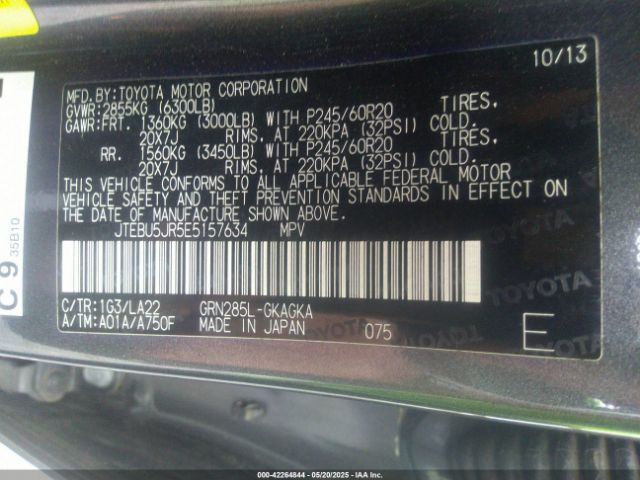 10/13
MFD.BY:TOYOTA MOTOR CORPORATION
GVWR:2855KG (6300LB)
GAWR:FRT. 1360KG (3000LB) WITH P245/60R20 TIRES,
20X7J RIMS, AT 220KPA (32PSI) COLD.
RR. 1560KG (3450LB) WITH P245/60R20 TIRES,
20X7J RIMS, AT 220KPA (32PSI) COLD.
THIS VEHICLE CONFORMS TO ALL APPLICABLE FEDERAL MOTOR
VEHICLE SAFETY AND THEFT PREVENTION STANDARDS IN EFFECT ON
THE DATE OF MANUFACTURE SHOWN ABOVE.
JTEBU5JR5E5157634 MPV
C/TR:1G3/LA22 GRN285L-GKAGKA
A/TM:A01A/A750F MADE IN JAPAN 075 E
C9 35B10
TOYOTA
000-42264844 - 05/20/2025 - IAAI.com